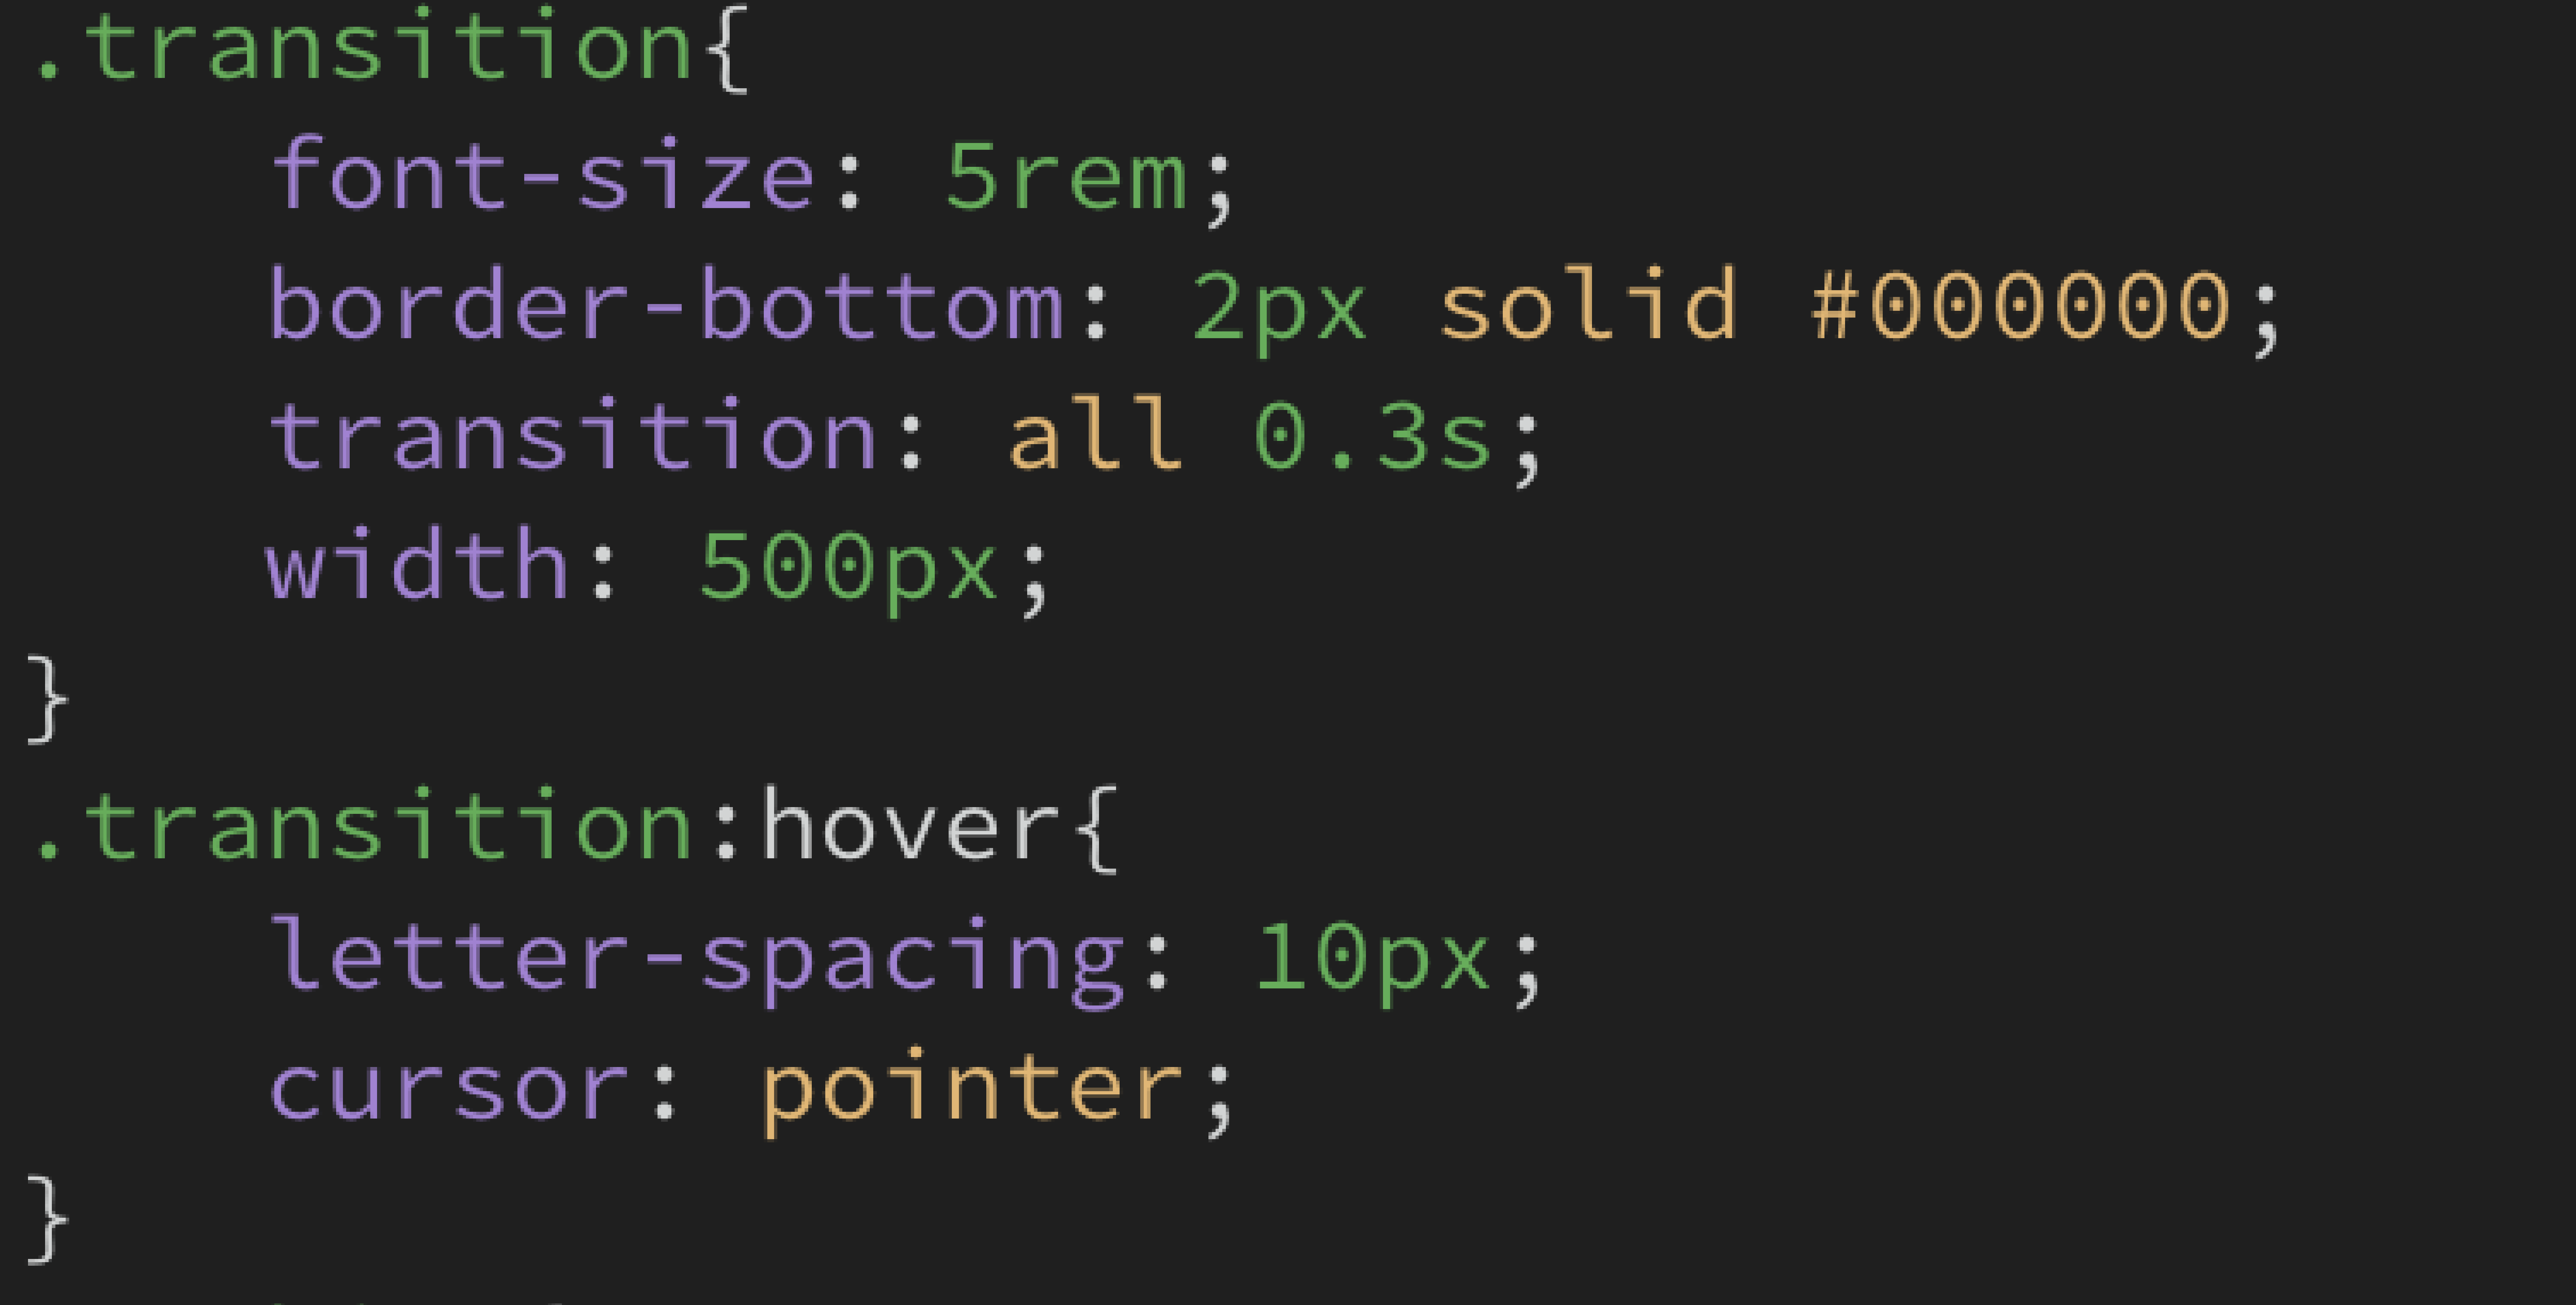 .transition{
    font-size: 5rem;
    border-bottom: 2px solid #000000;
    transition: all 0.3s;
    width: 500px;
}
.transition:hover{
    letter-spacing: 10px;
    cursor: pointer;
}